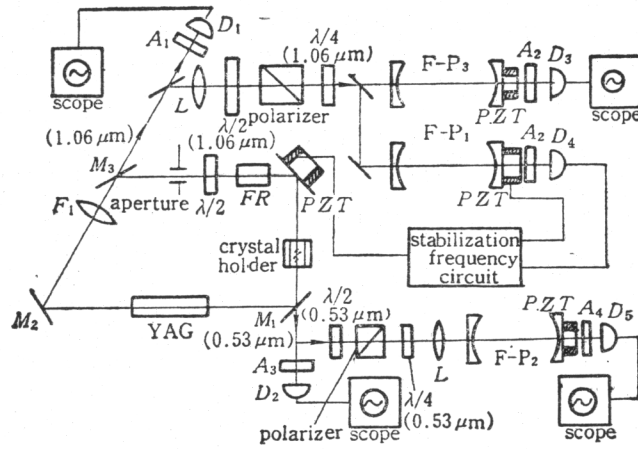 A₁
D₁
scope
L
λ/2
(1.06 μm)
polarizer
λ/4
(1.06 μm)
F-P₃
PZT
A₂
D₃
scope
(1.06 μm)
M₃
F₁
aperture
λ/2
FR
PZT
F-P₁
PZT
A₂
D₄
stabilization
frequency
circuit
crystal
holder
M₂
YAG
M₁
(0.53 μm)
λ/2
(0.53 μm)
A₃
D₂
polarizer
scope
λ/4
(0.53 μm)
L
F-P₂
PZT
A₄
D₅
scope